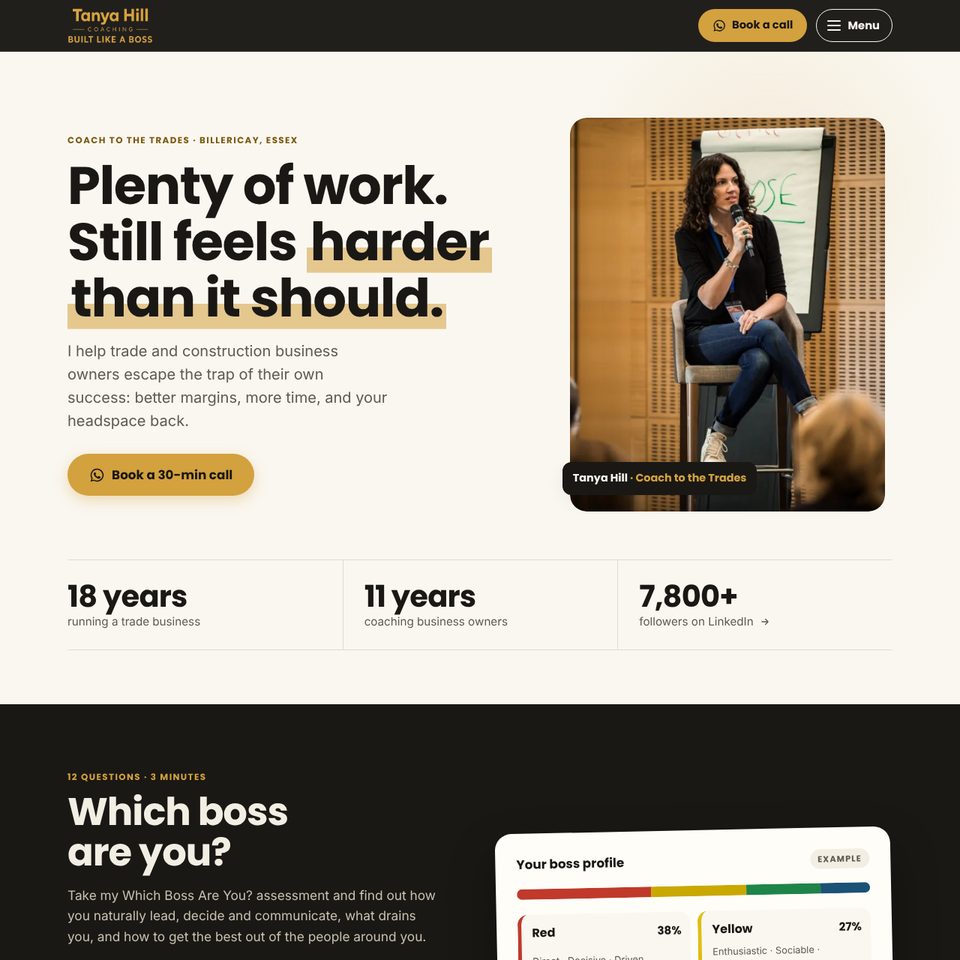 Tanya Hill
COACHING
BUILT LIKE A BOSS
Book a call
Menu
COACH TO THE TRADES · BILLERICAY, ESSEX
Plenty of work.
Still feels harder
than it should.
I help trade and construction business
owners escape the trap of their own
success: better margins, more time, and your
headspace back.
Book a 30-min call
OSE
Tanya Hill · Coach to the Trades
18 years
running a trade business
11 years
coaching business owners
7,800+
followers on LinkedIn →
12 QUESTIONS · 3 MINUTES
Which boss
are you?
Take my Which Boss Are You? assessment and find out how
you naturally lead, decide and communicate, what drains
you, and how to get the best out of the people around you.
Your boss profile
EXAMPLE
Red
38%
Yellow
27%
Direct · Decisive · Driven
Enthusiastic · Sociable ·